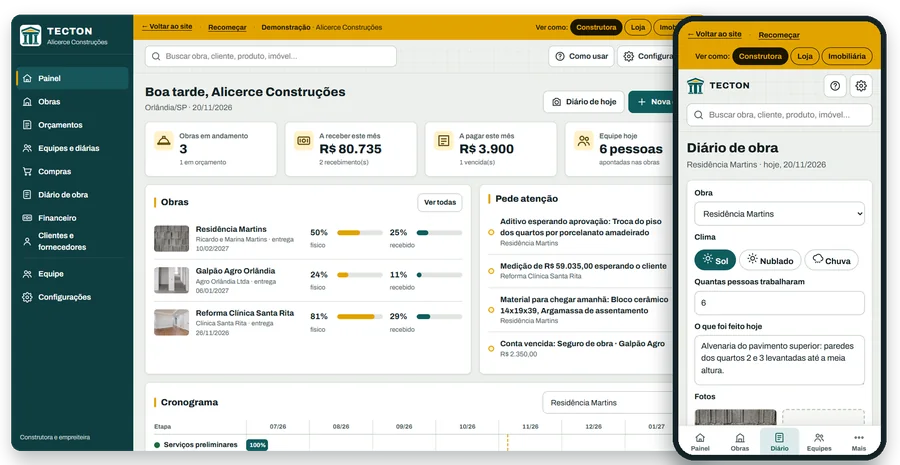 TECTON
Alicerce Construções
Painel
Obras
Orçamentos
Equipes e diárias
Compras
Diário de obra
Financeiro
Clientes e
fornecedores
Equipe
Configurações
Construtora e empreiteira
← Voltar ao site · Recomeçar Demonstração · Alicerce Construções Ver como: Construtora Loja Imob
Buscar obra, cliente, produto, imóvel... Como usar Configura
Boa tarde, Alicerce Construções
Orlândia/SP · 20/11/2026
Diário de hoje + Nova
Obras em andamento
3
1 em orçamento
A receber este mês
R$ 80.735
2 recebimento(s)
A pagar este mês
R$ 3.900
1 vencida(s)
Equipe hoje
6 pessoas
apontadas nas obras
Obras Ver todas
Residência Martins
Ricardo e Marina Martins · entrega
10/02/2027
50%
físico
25%
recebido
Galpão Agro Orlândia
Agro Orlândia Ltda · entrega
06/01/2027
24%
físico
11%
recebido
Reforma Clínica Santa Rita
Clínica Santa Rita · entrega
26/11/2026
81%
físico
29%
recebido
Pede atenção
Aditivo esperando aprovação: Troca do piso
dos quartos por porcelanato amadeirado
Residência Martins
Medição de R$ 59.035,00 esperando o cliente
Reforma Clínica Santa Rita
Material para chegar amanhã: Bloco cerâmico
14x19x39, Argamassa de assentamento
Residência Martins
Conta vencida: Seguro de obra · Galpão Agro
R$ 2.350,00
Cronograma Residência Martins
Etapa 07/26 08/26 09/26 10/26 11/26 12/26 01/27
Serviços preliminares 100%
← Voltar ao site · Recomeçar
Ver como: Construtora Loja Imobiliária
TECTON
Buscar obra, cliente, produto, imóvel...
Diário de obra
Residência Martins · hoje, 20/11/2026
Obra
Residência Martins
Clima
Sol Nublado Chuva
Quantas pessoas trabalharam
6
O que foi feito hoje
Alvenaria do pavimento superior: paredes
dos quartos 2 e 3 levantadas até a meia
altura.
Fotos
Painel Obras Diário Equipes Mais